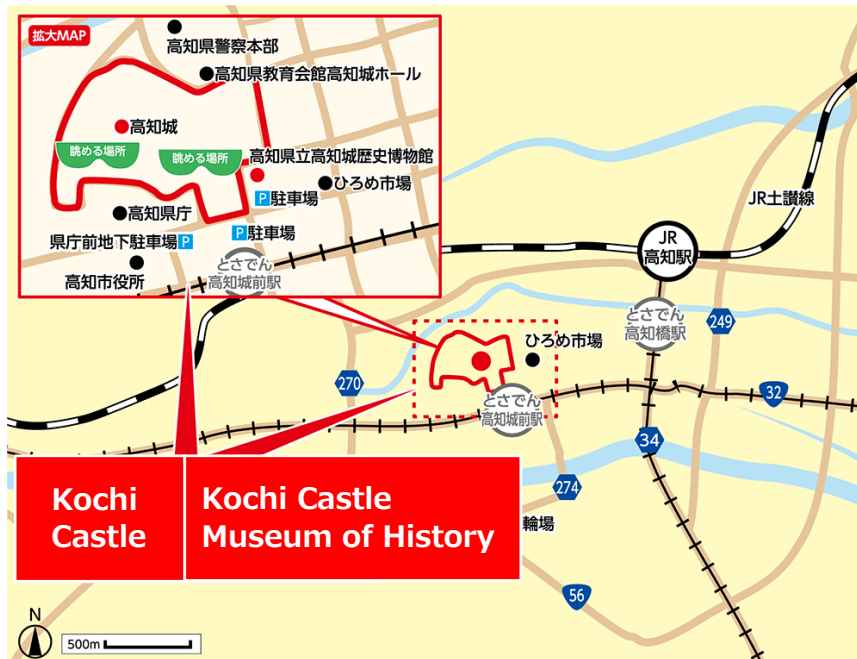 拡大MAP
高知県警察本部
高知県教育会館高知城ホール
高知城
眺める場所
眺める場所
高知県立高知城歴史博物館
ひろめ市場
P駐車場
高知県庁
県庁前地下駐車場P
P駐車場
高知市役所
とさでん
高知城前駅
JR土讃線
JR
高知駅
とさでん
高知橋駅
249
ひろめ市場
270
とさでん
高知城前駅
32
34
Kochi
Castle
Kochi Castle
Museum of History
274
輪場
56
N
500m